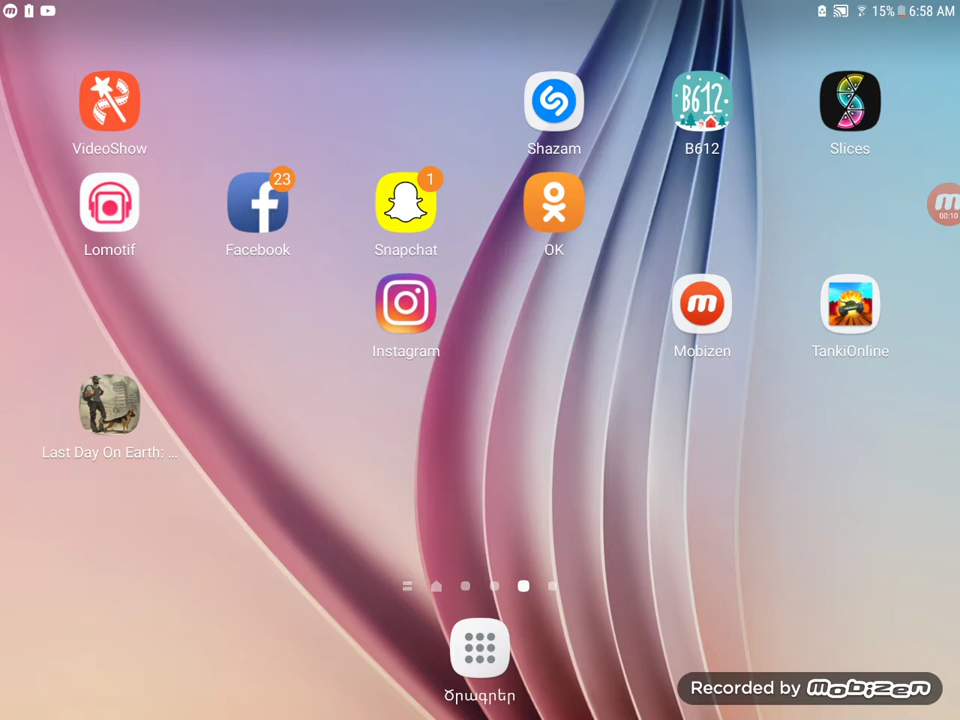 15% 6:58 AM
VideoShow
Shazam
B612
B612
Slices
23
1
Lomotif
Facebook
Snapchat
OK
00:10
Instagram
Mobizen
TankiOnline
Last Day On Earth: ...
Ծրագրեր
Recorded by Mobizen